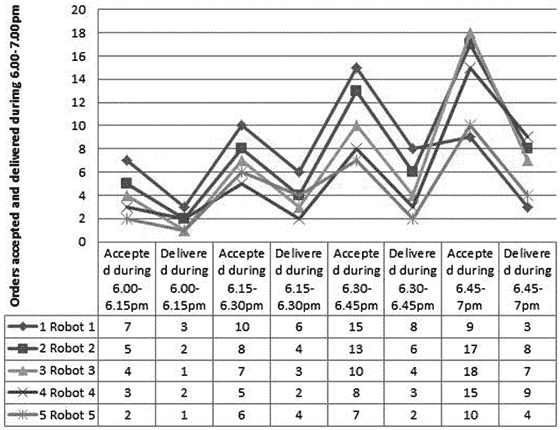 Orders accepted and delivered durimg 6.00-7.00pm
20
18
16
14
12
10
8
6
4
2
0
Accepte Delivere Accepte Delivere Accepte Delivere Accepte Delivere
d during d during d during d during d during d during d during d during
6.00- 6.00- 6.15- 6.15- 6.30- 6.30- 6.45- 6.45-
6.15pm 6.15pm 6.30pm 6.30pm 6.45pm 6.45pm 7pm 7pm
1 Robot 1 7 3 10 6 15 8 9 3
2 Robot 2 5 2 8 4 13 6 17 8
3 Robot 3 4 1 7 3 10 4 18 7
4 Robot 4 3 2 5 2 8 3 15 9
5 Robot 5 2 1 6 4 7 2 10 4